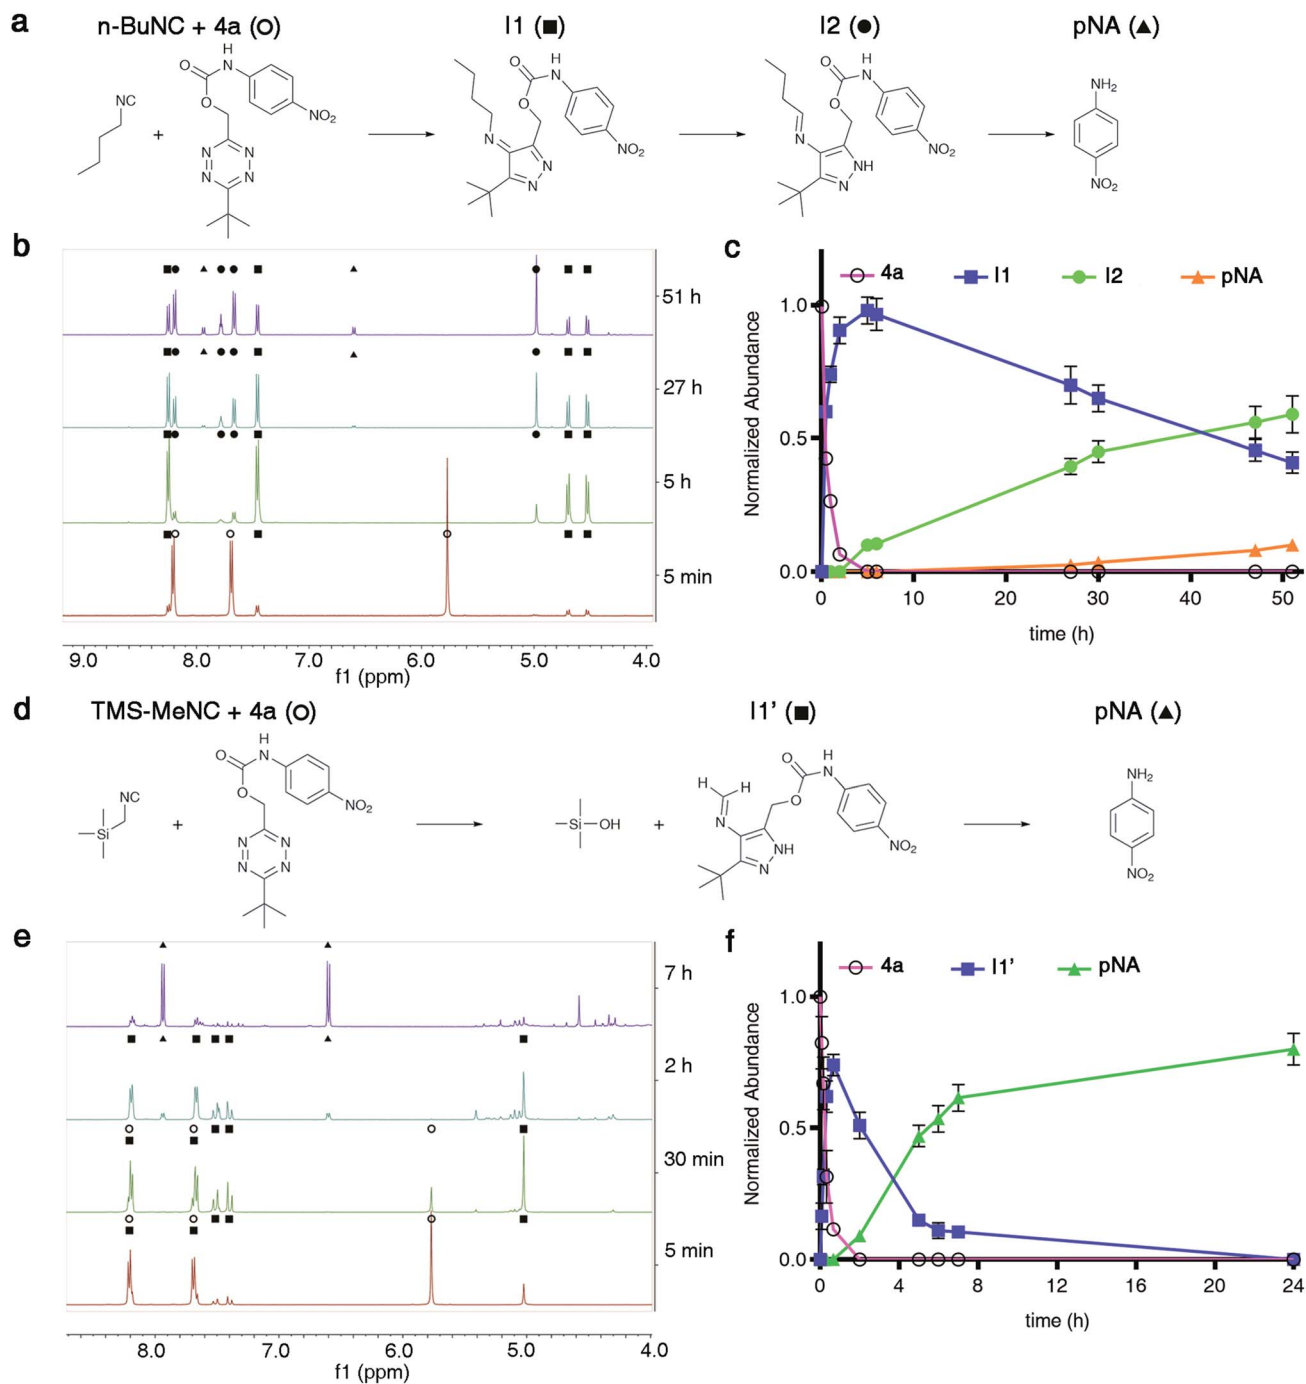 a
n-BuNC + 4a (O)
I1 (■)
I2 (●)
pNA (▲)
NC
+
O
H
N
O
NO2
N
N
N
N
O
H
N
O
N
NO2
N
N
O
H
N
O
N
NO2
NH
N
NH2
NO2
b
51 h
27 h
5 h
5 min
9.0 8.0 7.0 6.0 5.0 4.0
f1 (ppm)
c
4a I1 I2 pNA
Normalized Abundance
1.0
0.5
0.0
0 10 20 30 40 50
time (h)
d
TMS-MeNC + 4a (O)
I1' (■)
pNA (▲)
NC
Si
+
O
H
N
O
NO2
N
N
N
N
Si-OH
+
H
H
N
O
H
N
O
NO2
NH
N
NH2
NO2
e
7 h
2 h
30 min
5 min
8.0 7.0 6.0 5.0 4.0
f1 (ppm)
f
4a I1' pNA
Normalized Abundance
1.0
0.5
0.0
0 4 8 12 16 20 24
time (h)